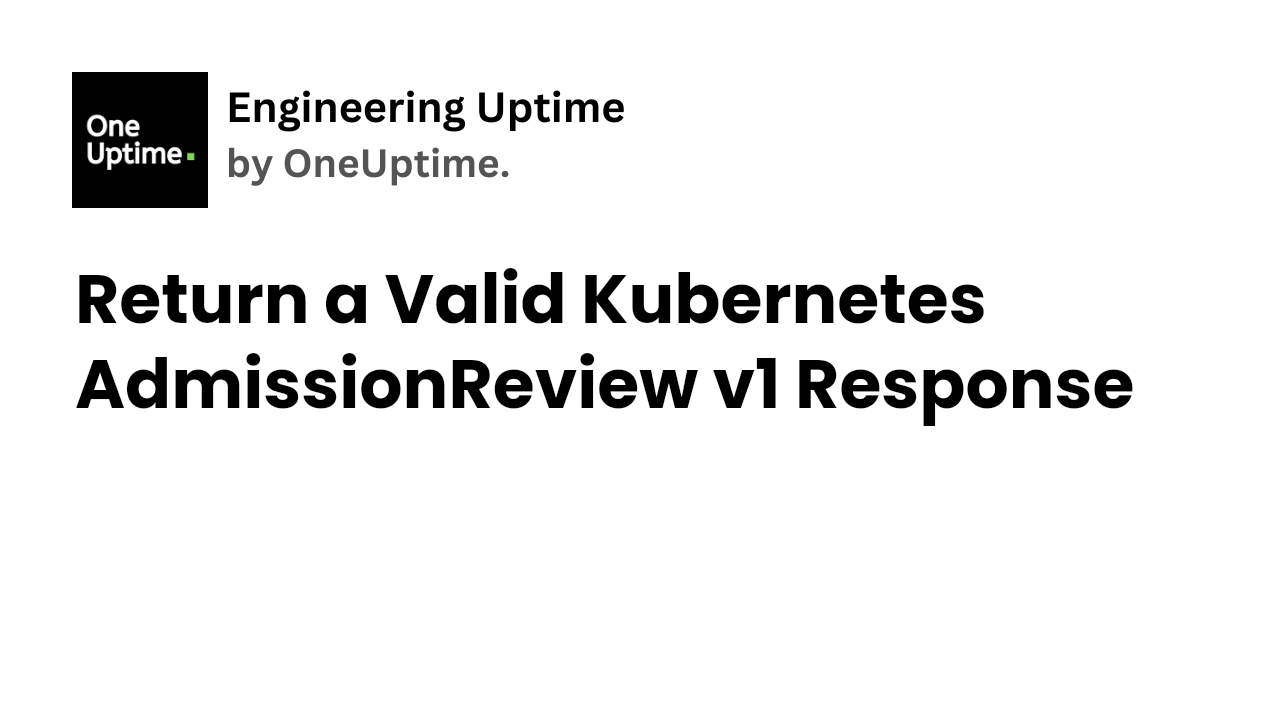 One
Uptime.
Engineering Uptime
by OneUptime.
Return a Valid Kubernetes
AdmissionReview v1 Response